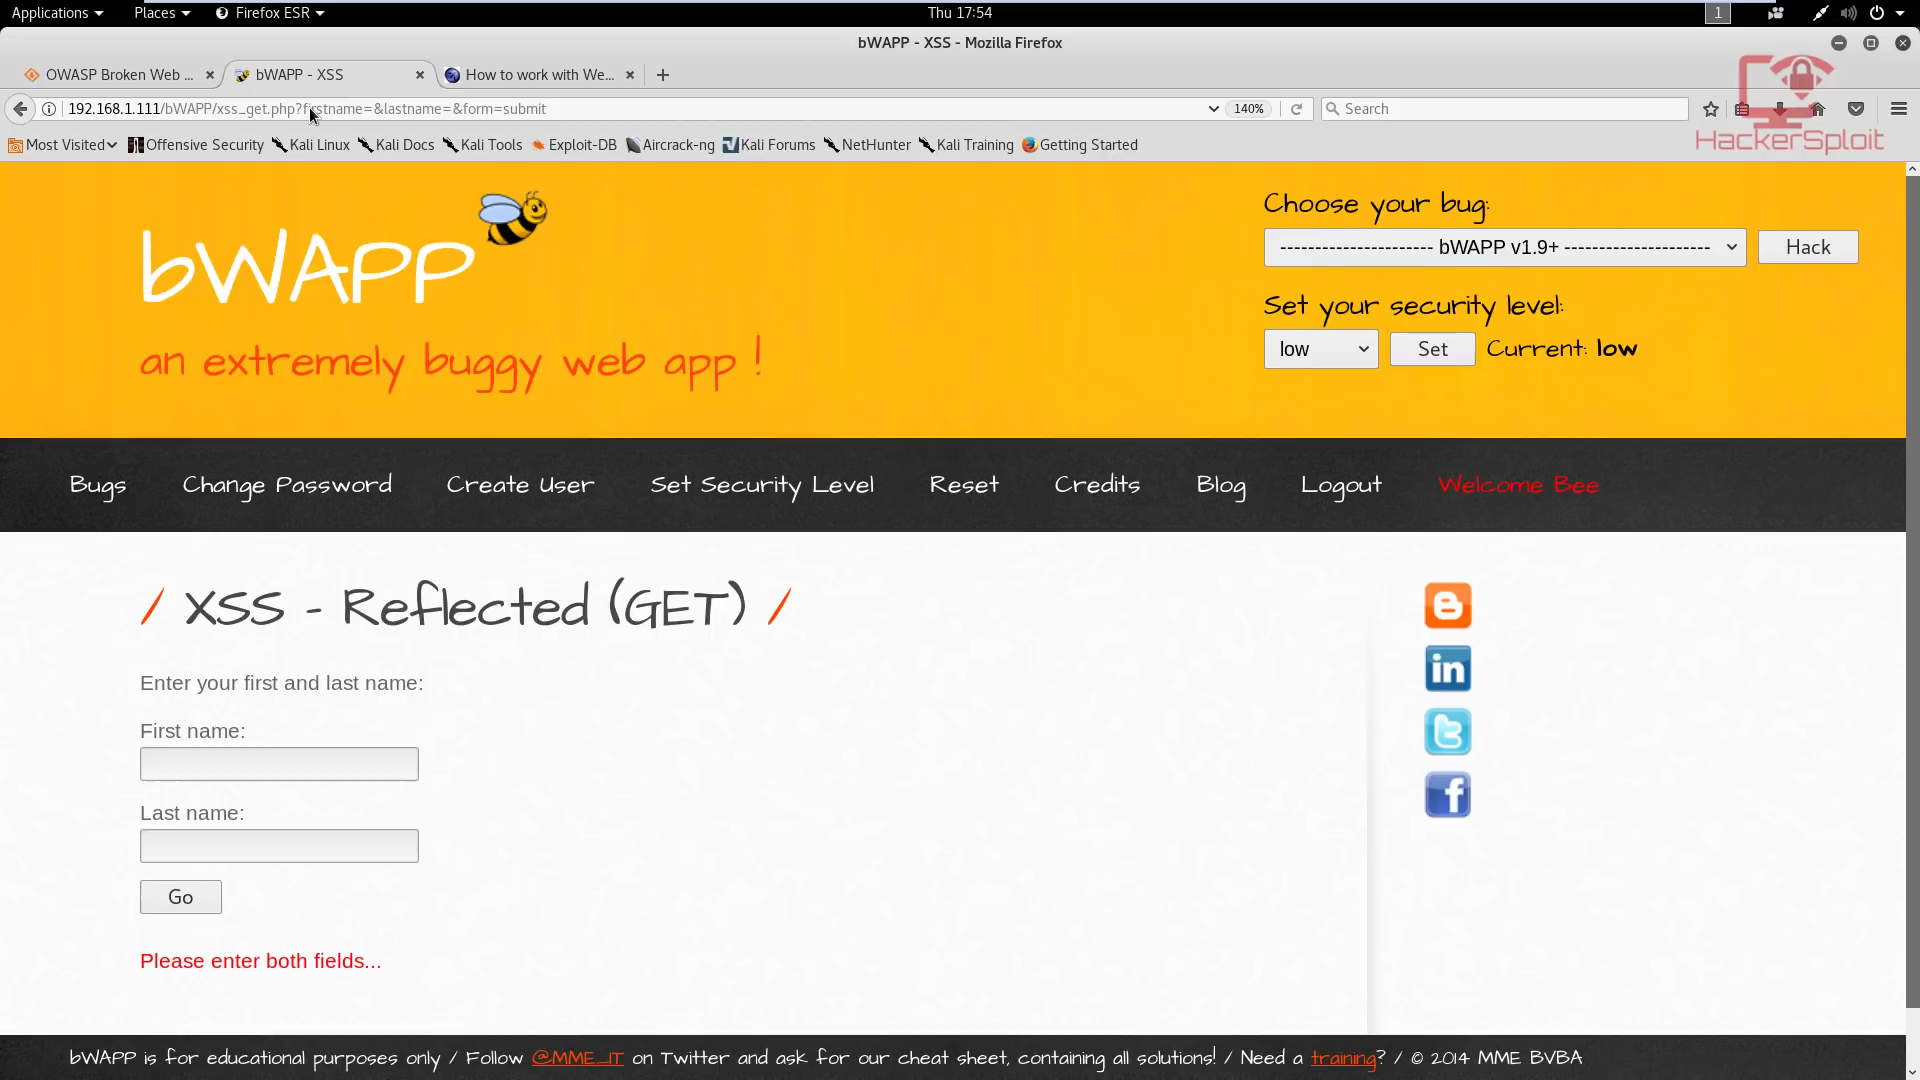 Applications Places Firefox ESR Thu 17:54 1
bWAPP - XSS - Mozilla Firefox
OWASP Broken Web ... × bWAPP - XSS × How to work with We... × +
192.168.1.111/bWAPP/xss_get.php?firstname=&lastname=&form=submit 140% Search
HackerSploit
Most Visited Offensive Security Kali Linux Kali Docs Kali Tools Exploit-DB Aircrack-ng Kali Forums NetHunter Kali Training Getting Started
bWAPP
an extremely buggy web app !
Choose your bug:
---------------------- bWAPP v1.9+ --------------------- Hack
Set your security level:
low Set Current: low
Bugs Change Password Create User Set Security Level Reset Credits Blog Logout Welcome Bee
/ XSS - Reflected (GET) /
Enter your first and last name:
First name:
Last name:
Go
Please enter both fields...
bWAPP is for educational purposes only / Follow @MME_IT on Twitter and ask for our cheat sheet, containing all solutions! / Need a training? / © 2014 MME BVBA